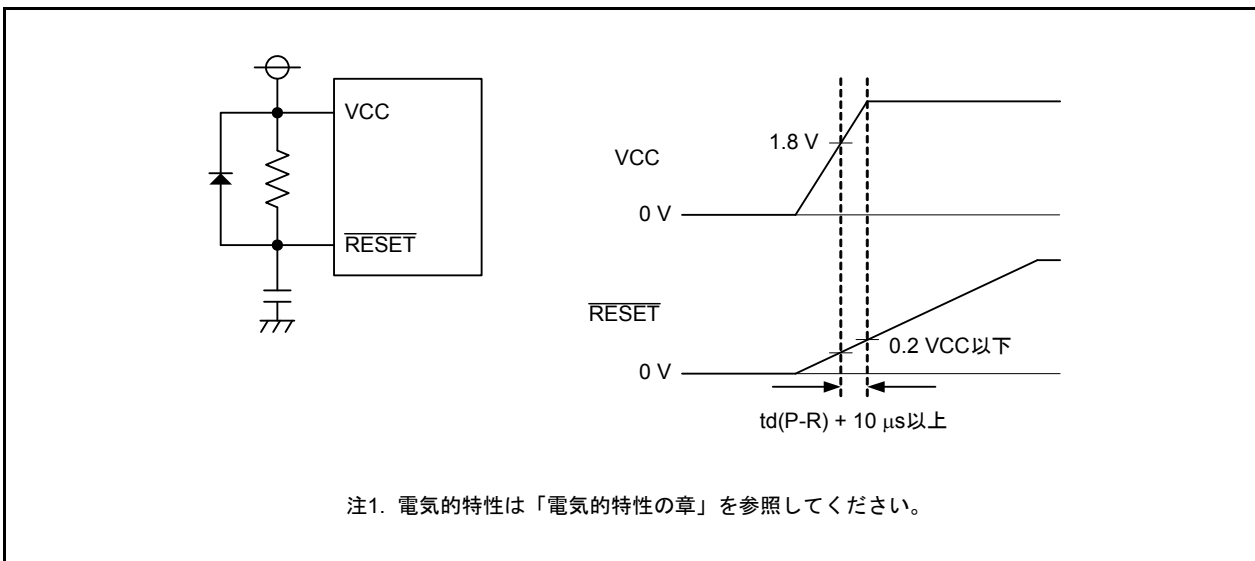 VCC
RESET
VCC
1.8 V
0 V
RESET
0.2 VCC以下
0 V
td(P-R) + 10 μs以上
注1. 電気的特性は「電気的特性の章」を参照してください。